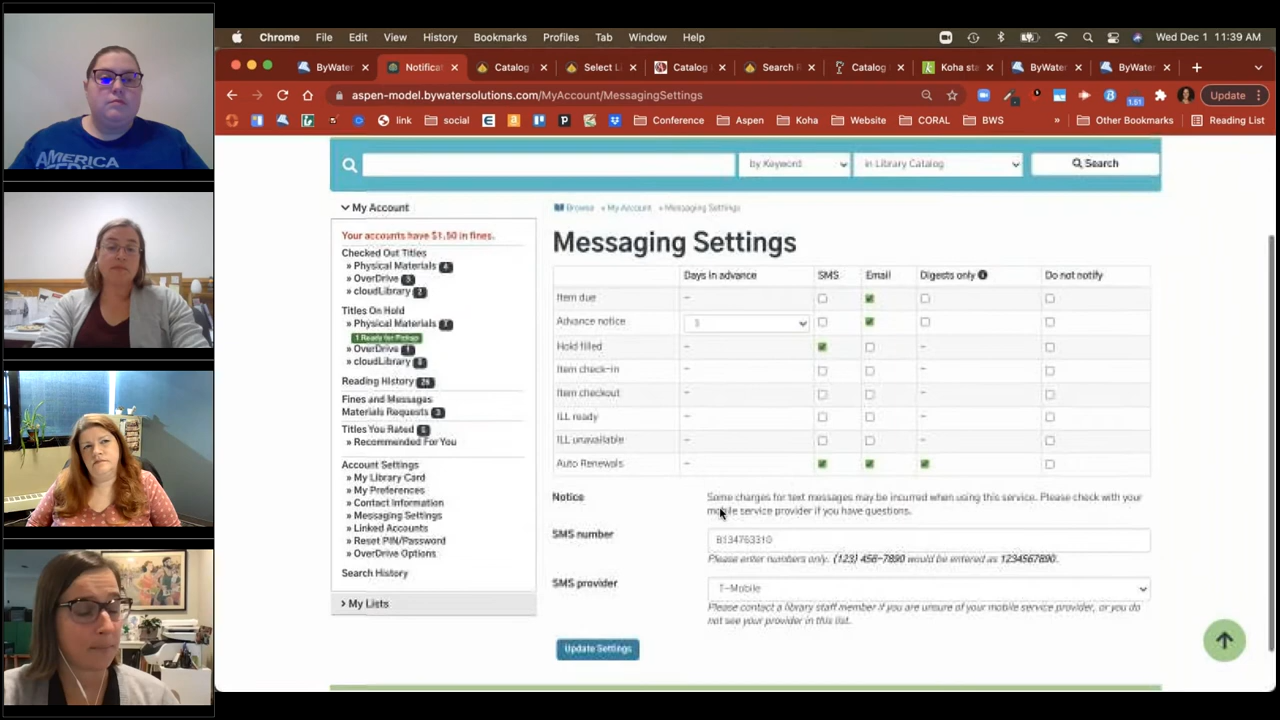 AMERICA
Chrome File Edit View History Bookmarks Profiles Tab Window Help Wed Dec 1 11:39 AM
ByWater Notificat Catalog Select Li Catalog Search R Catalog Koha sta ByWater ByWater
aspen-model.bywatersolutions.com/MyAccount/MessagingSettings 1.51 Update
link social Conference Aspen Koha Website CORAL BWS » Other Bookmarks Reading List
by Keyword in Library Catalog Search
My Account
Your accounts have $1.50 in fines.
Checked Out Titles
» Physical Materials 4
» OverDrive
» cloudLibrary
Titles On Hold
» Physical Materials
1 Ready for Pickup
» OverDrive
» cloudLibrary
Reading History 26
Fines and Messages
Materials Requests 3
Titles You Rated
» Recommended For You
Account Settings
» My Library Card
» My Preferences
» Contact Information
» Messaging Settings
» Linked Accounts
» Reset PIN/Password
» OverDrive Options
Search History
My Lists
Browse » My Account » Messaging Settings
Messaging Settings
Days in advance SMS Email Digests only Do not notify
Item due –
Advance notice
Hold filled – –
Item check-in – –
Item checkout – –
ILL ready – –
ILL unavailable – –
Auto Renewals –
Notice
Some charges for text messages may be incurred when using this service. Please check with your
mobile service provider if you have questions.
SMS number
8134763310
Please enter numbers only. (123) 456-7890 would be entered as 1234567890.
SMS provider
T-Mobile
Please contact a library staff member if you are unsure of your mobile service provider, or you do
not see your provider in this list.
Update Settings